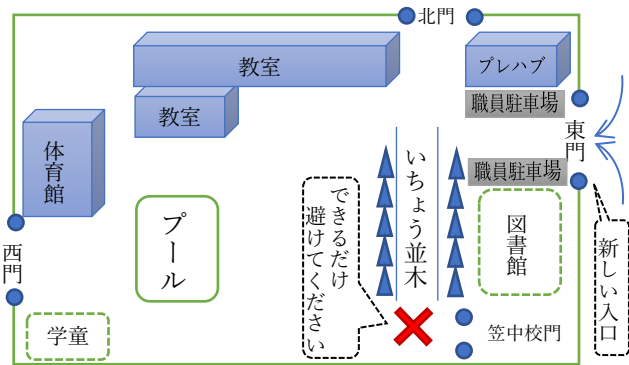 北門
教室
プレハブ
教室
職員駐車場
東門
体育館
職員駐車場
いちょう並木
できるだけ
避けてください
プール
図書館
西門
新しい入口
学童
笠中校門